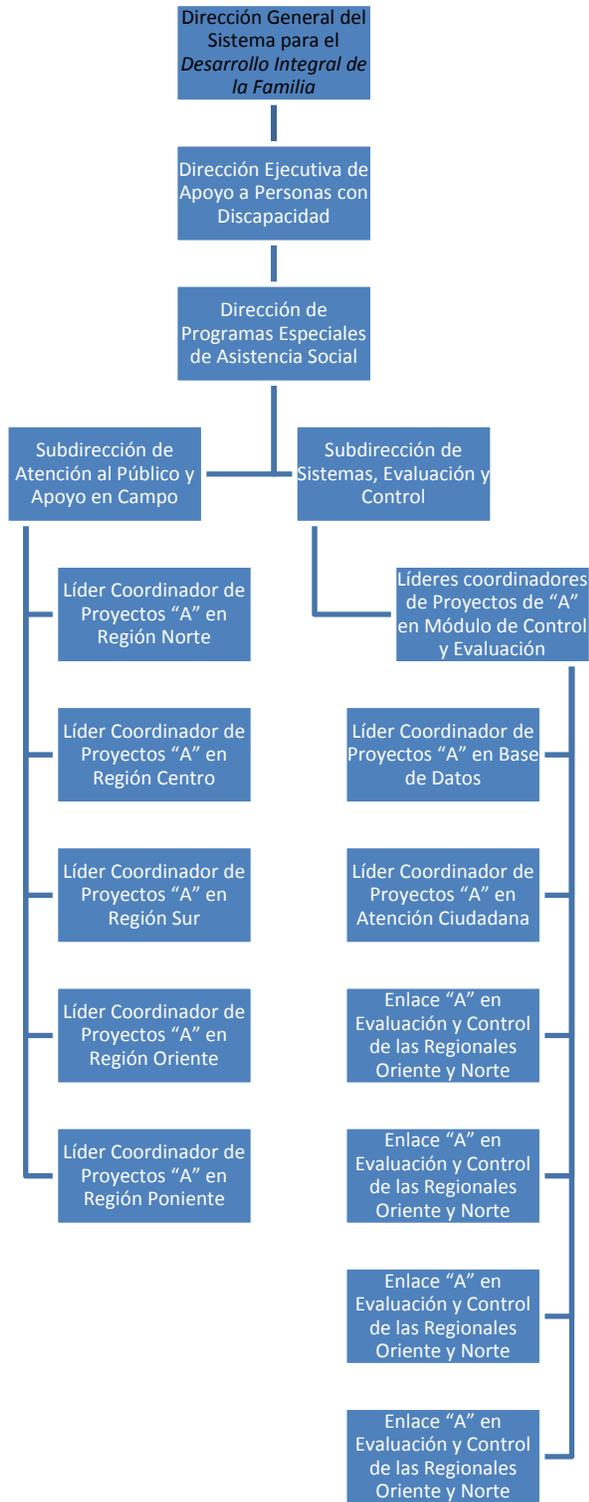 Dirección General del
Sistema para el
Desarrollo Integral de
la Familia
Dirección Ejecutiva de
Apoyo a Personas con
Discapacidad
Dirección de
Programas Especiales
de Asistencia Social
Subdirección de
Atención al Público y
Apoyo en Campo
Subdirección de
Sistemas, Evaluación y
Control
Líder Coordinador de
Proyectos “A” en
Región Norte
Líder Coordinador de
Proyectos “A” en
Región Centro
Líder Coordinador de
Proyectos “A” en
Región Sur
Líder Coordinador de
Proyectos “A” en
Región Oriente
Líder Coordinador de
Proyectos “A” en
Región Poniente
Líderes coordinadores
de Proyectos de “A”
en Módulo de Control
y Evaluación
Líder Coordinador de
Proyectos “A” en Base
de Datos
Líder Coordinador de
Proyectos “A” en
Atención Ciudadana
Enlace “A” en
Evaluación y Control
de las Regionales
Oriente y Norte
Enlace “A” en
Evaluación y Control
de las Regionales
Oriente y Norte
Enlace “A” en
Evaluación y Control
de las Regionales
Oriente y Norte
Enlace “A” en
Evaluación y Control
de las Regionales
Oriente y Norte